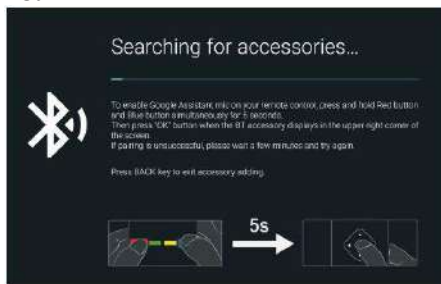 Searching for accessories...
To enable Google Assistant mic on your remote control, press and hold Red button
and Blue button simultaneously for 5 seconds.
Then press "OK" button when the BT accessory displays in the upper right corner of
the screen.
If pairing is unsuccessful, please wait a few minutes and try again.
Press BACK key to exit accessory adding.
5s